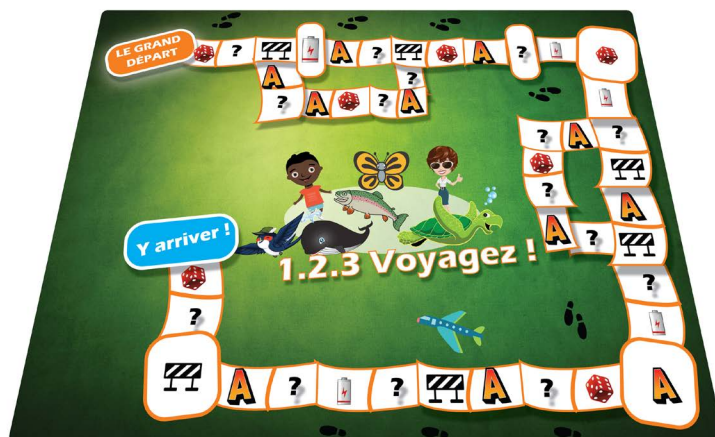 LE GRAND
DÉPART
? A ? A ?
A ?
? A ? A
? A ?
?
A
A ?
Y arriver !
1.2.3 Voyagez !
?
?
A ? ? A ? A